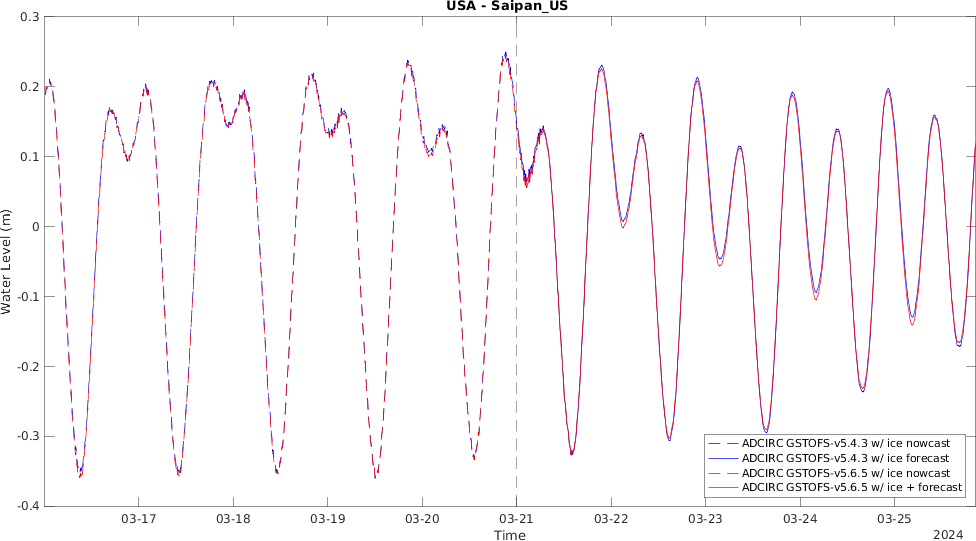 USA - Saipan_US
0.3
0.2
0.1
0
-0.1
-0.2
-0.3
-0.4
Water Level (m)
ADCIRC GSTOFS-v5.4.3 w/ ice nowcast
ADCIRC GSTOFS-v5.4.3 w/ ice forecast
ADCIRC GSTOFS-v5.6.5 w/ ice nowcast
ADCIRC GSTOFS-v5.6.5 w/ ice + forecast
03-17 03-18 03-19 03-20 03-21 03-22 03-23 03-24 03-25
Time
2024